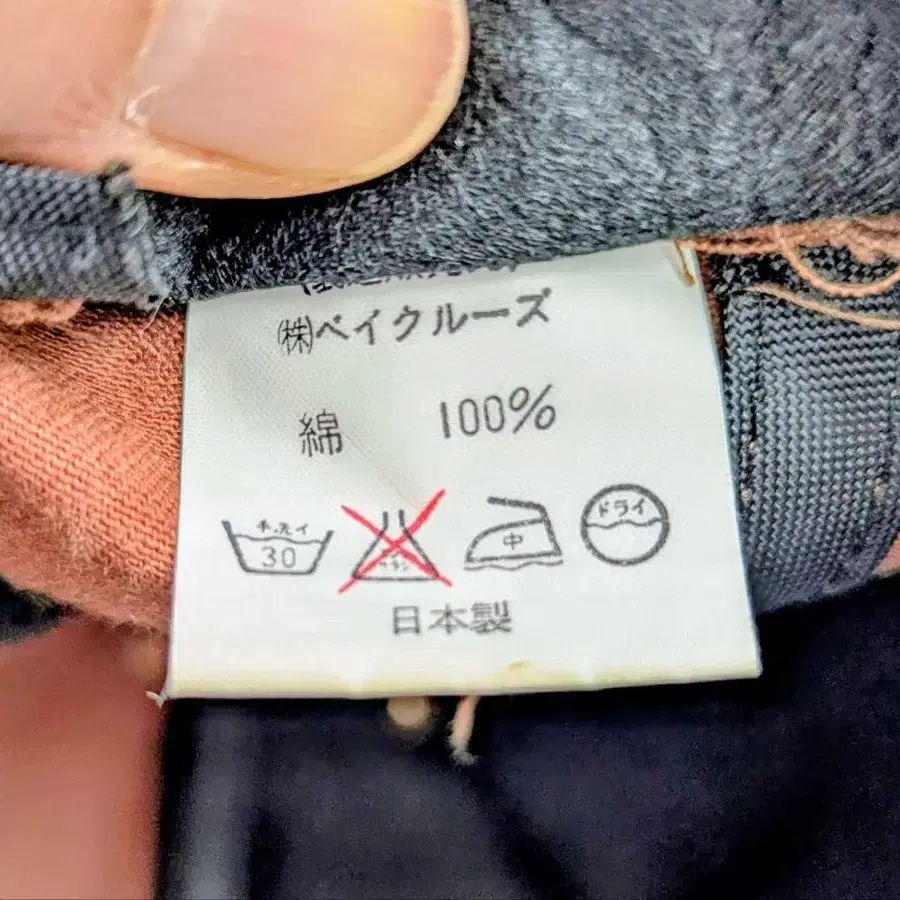 ㈱ベイクルーズ
綿 100%
手洗イ
30
中
ドライ
日本製